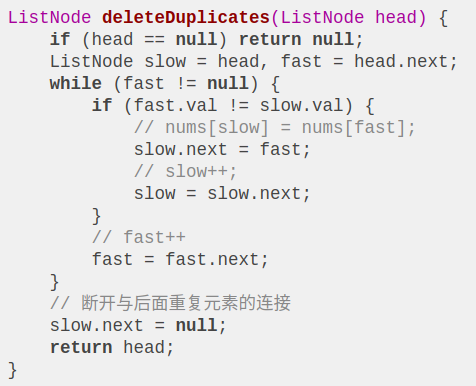 ListNode deleteDuplicates(ListNode head) {
    if (head == null) return null;
    ListNode slow = head, fast = head.next;
    while (fast != null) {
        if (fast.val != slow.val) {
            // nums[slow] = nums[fast];
            slow.next = fast;
            // slow++;
            slow = slow.next;
        }
        // fast++
        fast = fast.next;
    }
    // 断开与后面重复元素的连接
    slow.next = null;
    return head;
}